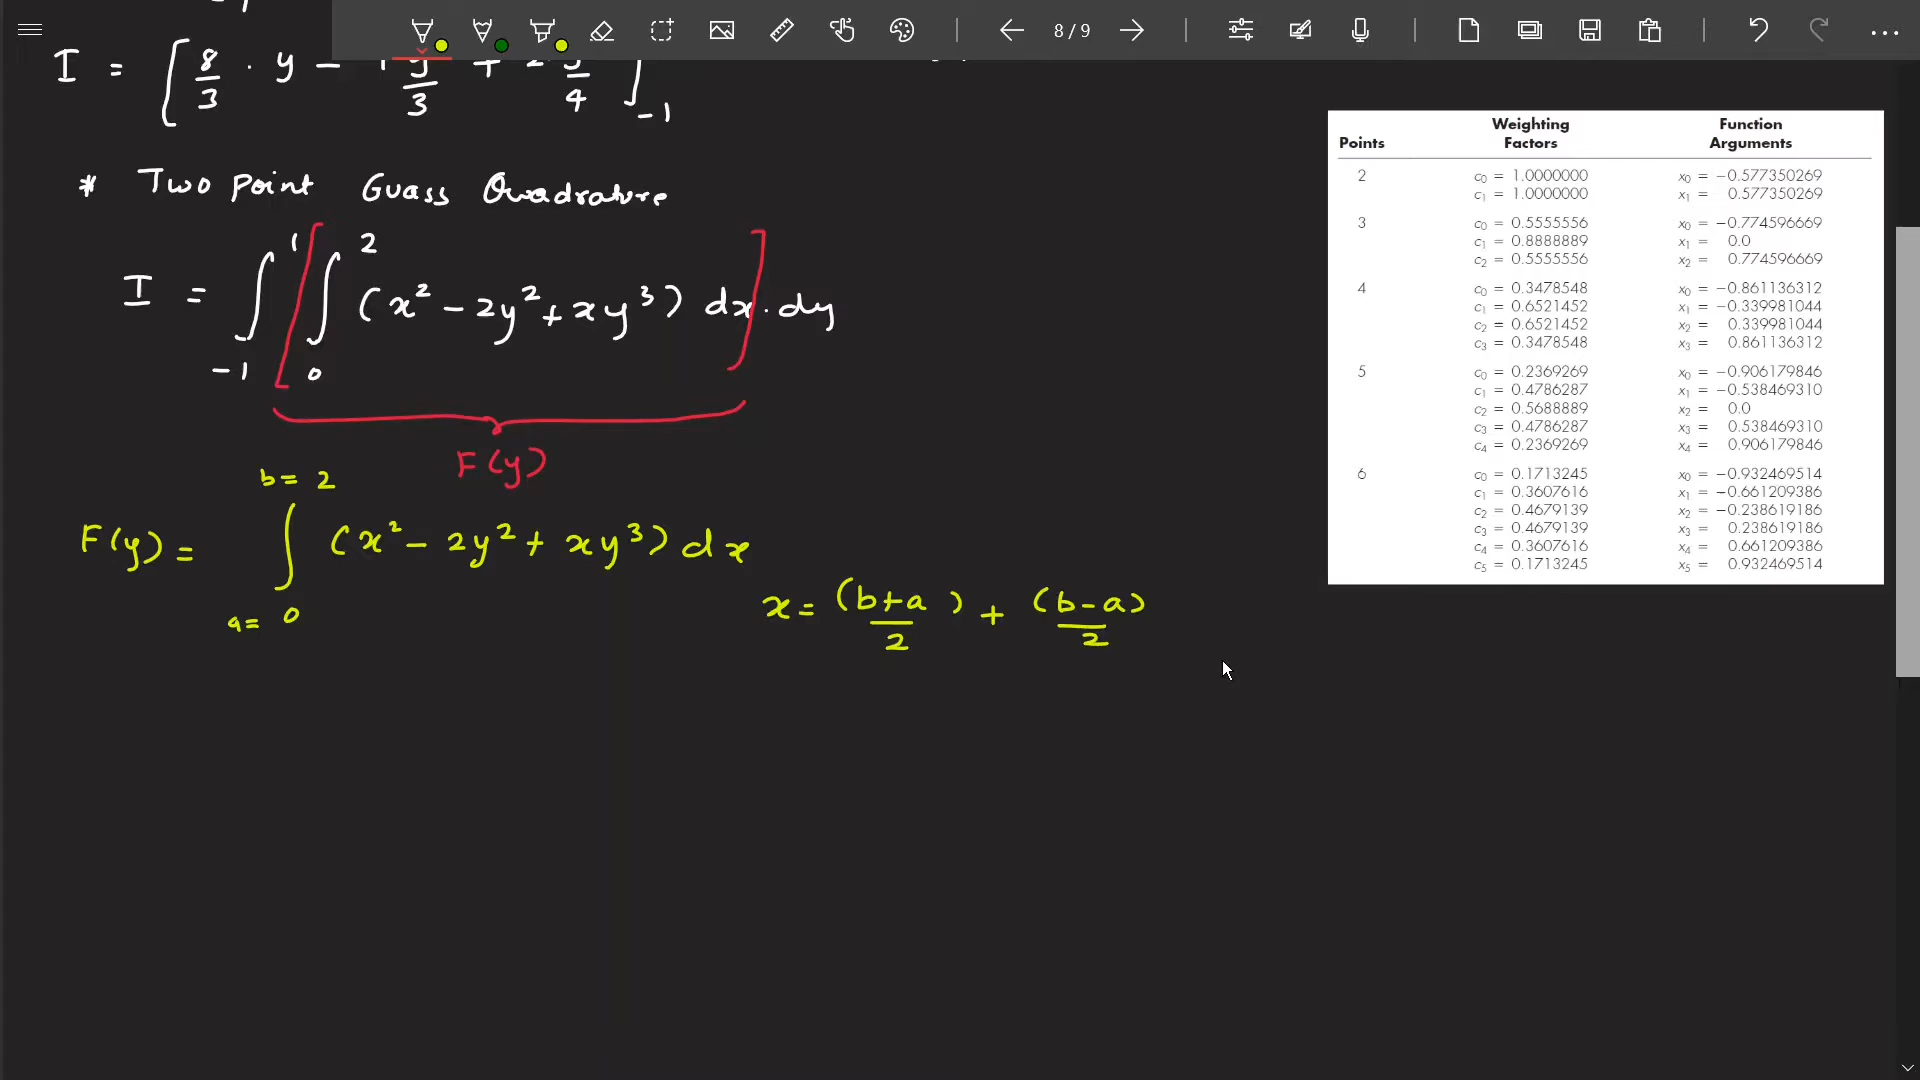 8 / 9
I = [ 8/3 · y − y/3 + 2 y/4 ] −1
* Two Point Guass Quadrature
I = ∫_{-1}^{1} [ ∫_{0}^{2} (x² − 2y² + xy³) dx ] · dy
F(y)
F(y) = ∫_{a=0}^{b=2} (x² − 2y² + xy³) dx
x = (b+a)/2 + (b−a)/2
Points Weighting Factors Function Arguments
2 c₀ = 1.0000000 x₀ = −0.577350269
c₁ = 1.0000000 x₁ = 0.577350269
3 c₀ = 0.5555556 x₀ = −0.774596669
c₁ = 0.8888889 x₁ = 0.0
c₂ = 0.5555556 x₂ = 0.774596669
4 c₀ = 0.3478548 x₀ = −0.861136312
c₁ = 0.6521452 x₁ = −0.339981044
c₂ = 0.6521452 x₂ = 0.339981044
c₃ = 0.3478548 x₃ = 0.861136312
5 c₀ = 0.2369269 x₀ = −0.906179846
c₁ = 0.4786287 x₁ = −0.538469310
c₂ = 0.5688889 x₂ = 0.0
c₃ = 0.4786287 x₃ = 0.538469310
c₄ = 0.2369269 x₄ = 0.906179846
6 c₀ = 0.1713245 x₀ = −0.932469514
c₁ = 0.3607616 x₁ = −0.661209386
c₂ = 0.4679139 x₂ = −0.238619186
c₃ = 0.4679139 x₃ = 0.238619186
c₄ = 0.3607616 x₄ = 0.661209386
c₅ = 0.1713245 x₅ = 0.932469514